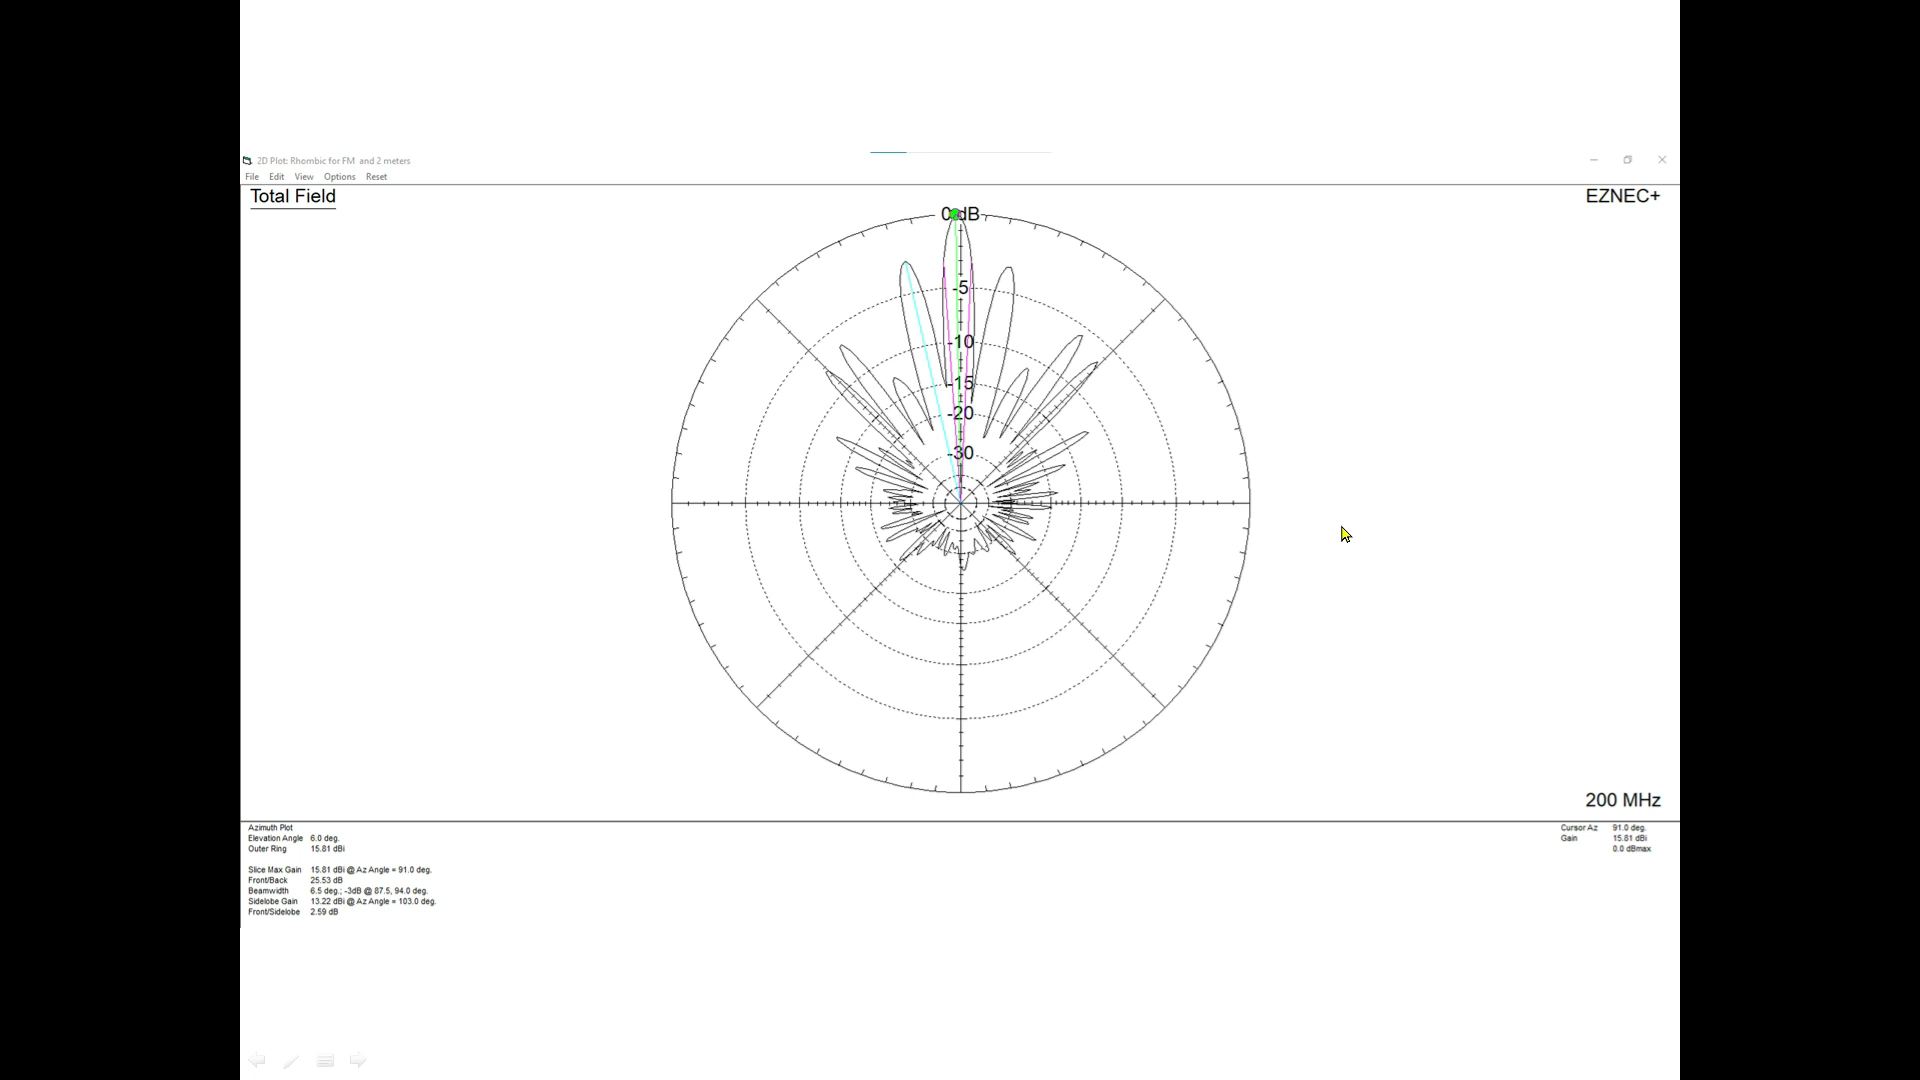 2D Plot: Rhombic for FM and 2 meters
File Edit View Options Reset
Total Field
EZNEC+
0 dB
-5
-10
-15
-20
-30
200 MHz
Azimuth Plot
Elevation Angle 6.0 deg.
Outer Ring 15.81 dBi
Slice Max Gain 15.81 dBi @ Az Angle = 91.0 deg.
Front/Back 25.53 dB
Beamwidth 6.5 deg.; -3dB @ 87.5, 94.0 deg.
Sidelobe Gain 13.22 dBi @ Az Angle = 103.0 deg.
Front/Sidelobe 2.59 dB
Cursor Az 91.0 deg.
Gain 15.81 dBi
0.0 dBmax